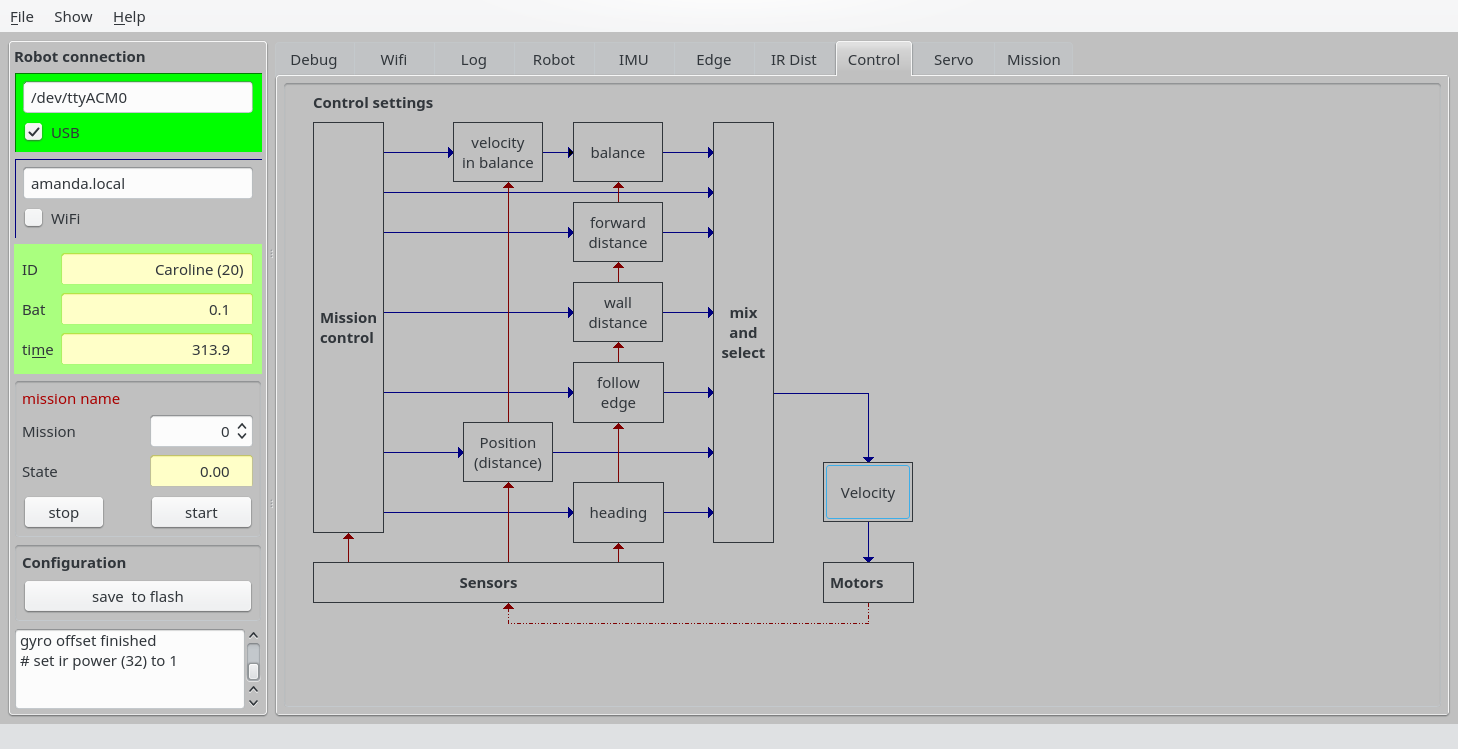 File Show Help
Robot connection
/dev/ttyACM0
USB
amanda.local
WiFi
ID Caroline (20)
Bat 0.1
time 313.9
mission name
Mission 0
State 0.00
stop start
Configuration
save to flash
gyro offset finished
# set ir power (32) to 1
Debug Wifi Log Robot IMU Edge IR Dist Control Servo Mission
Control settings
Mission
control
velocity
in balance
balance
forward
distance
wall
distance
follow
edge
Position
(distance)
heading
mix
and
select
Velocity
Sensors
Motors